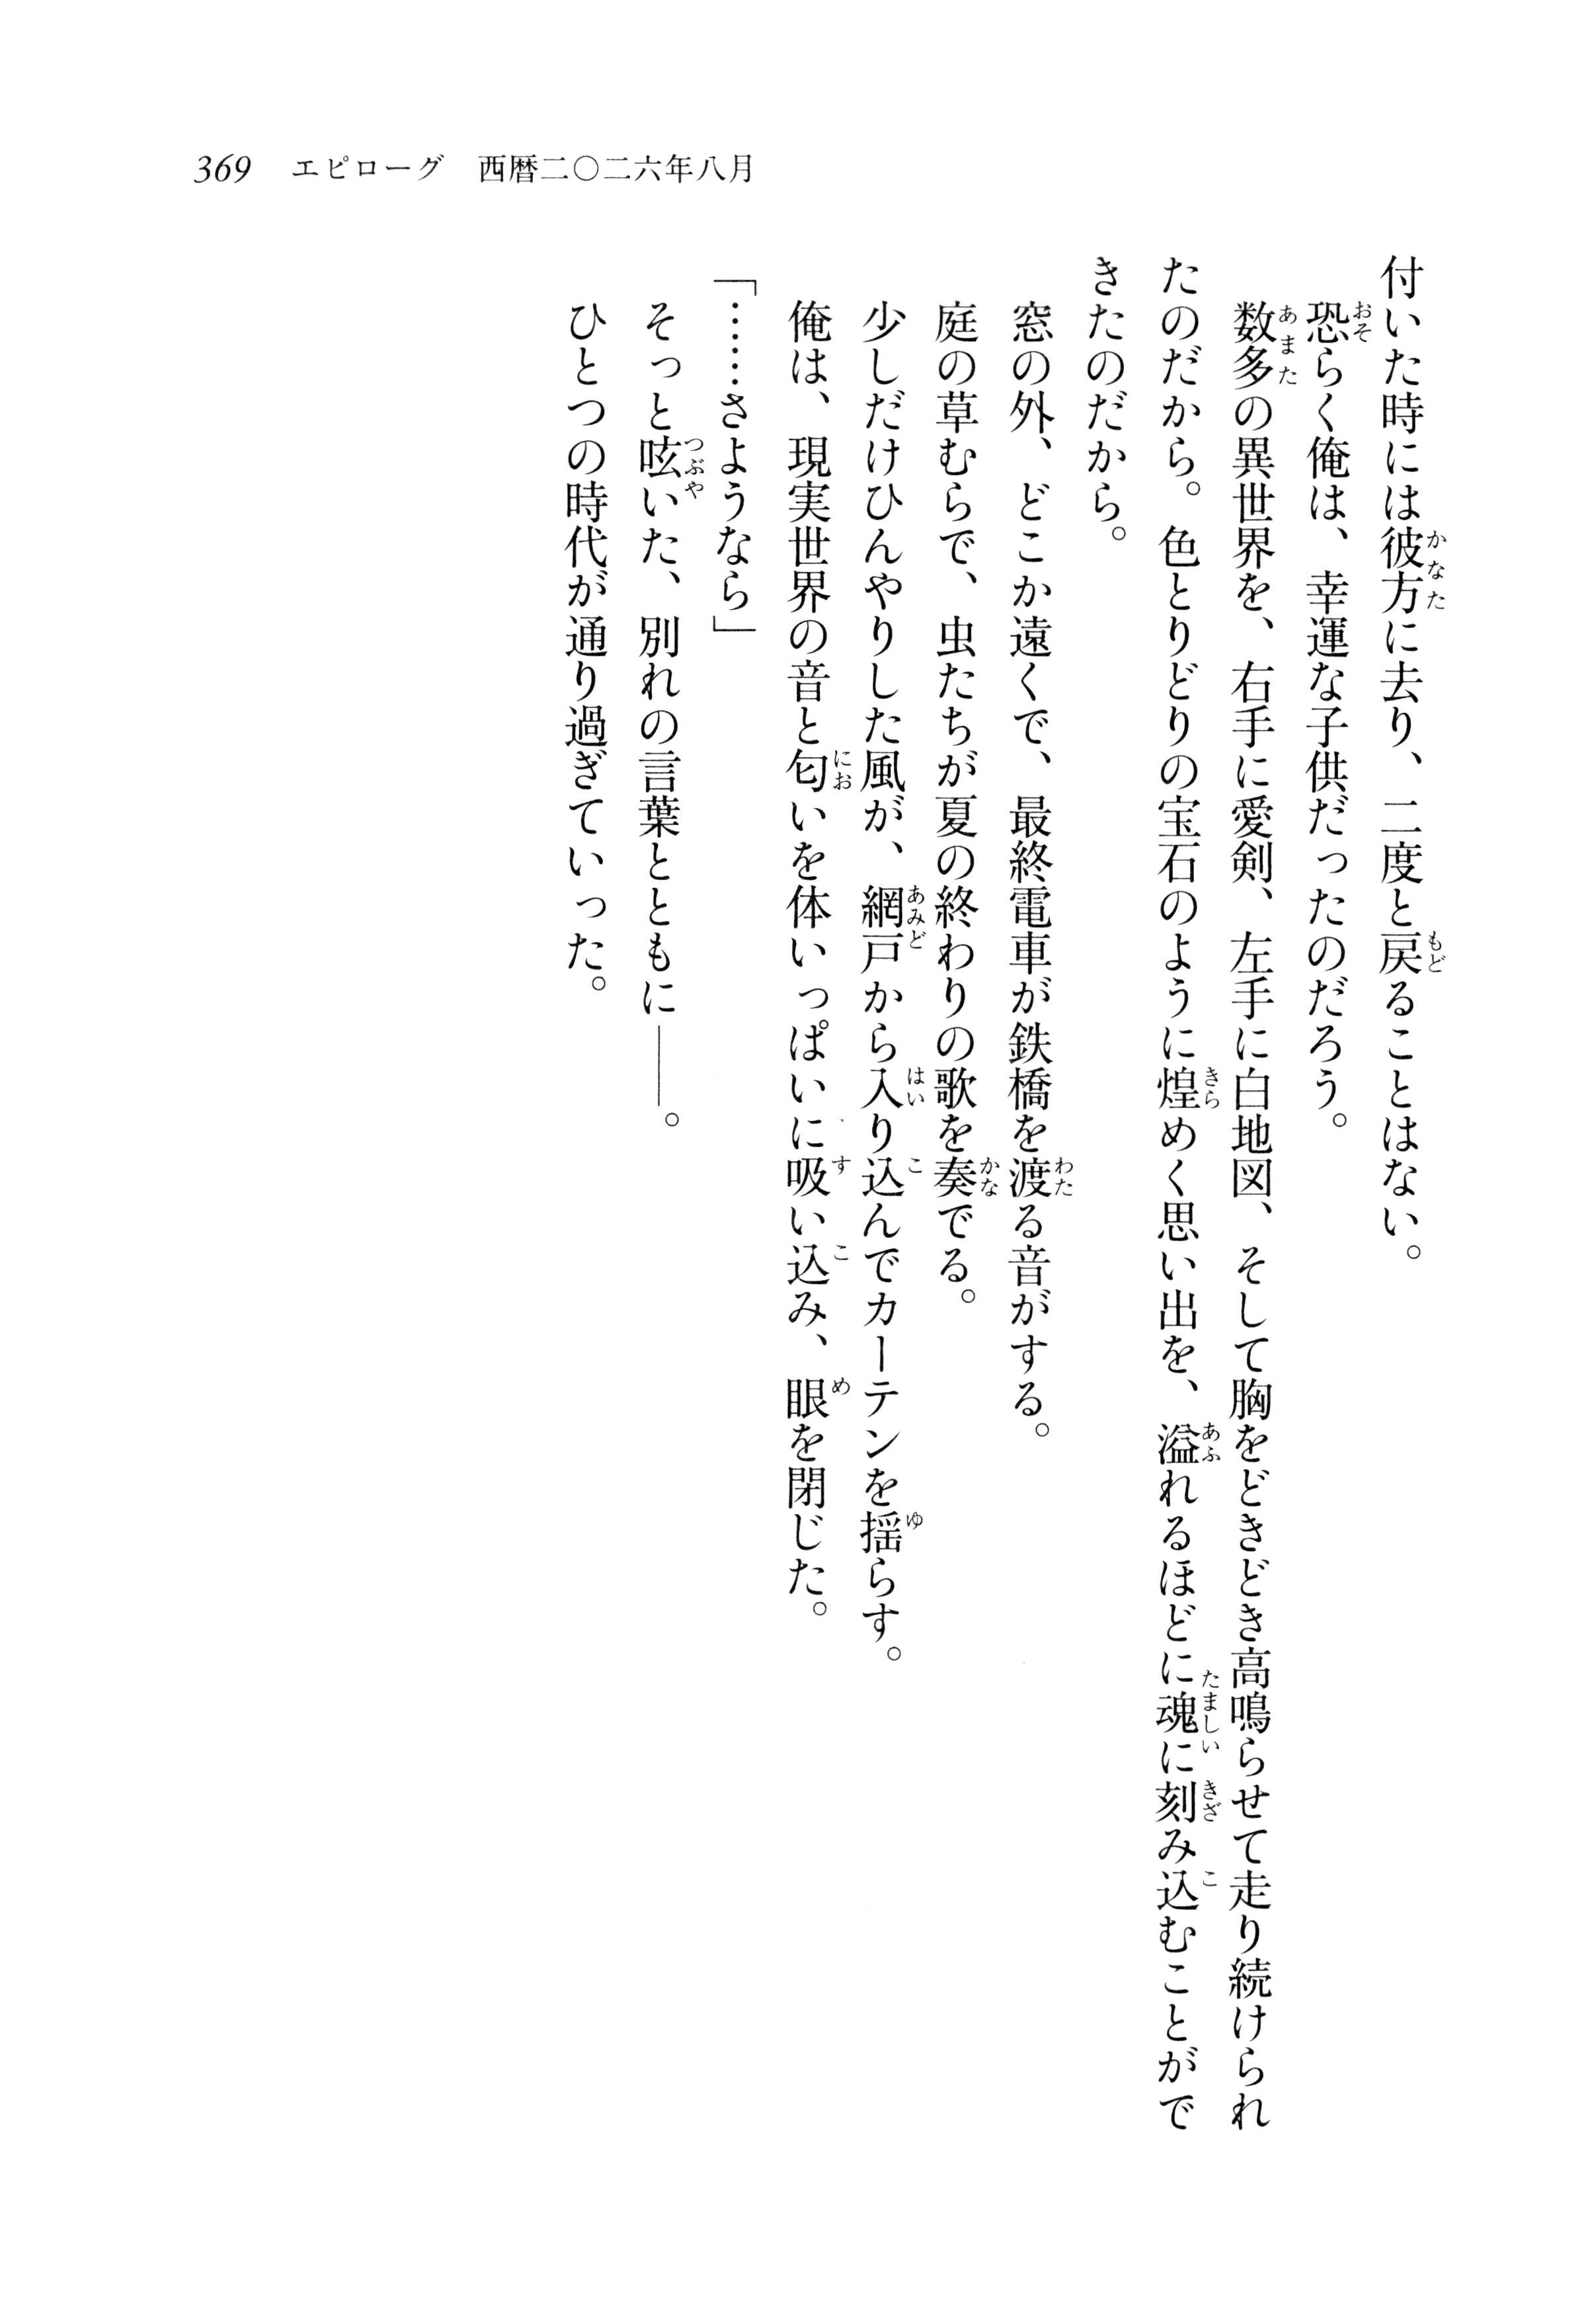 369 エピローグ 西暦二〇二六年八月
付いた時には彼方に去り、二度と戻ることはない。
恐らく俺は、幸運な子供だったのだろう。
数多の異世界を、右手に愛剣、左手に白地図、そして胸をどきどき高鳴らせて走り続けられ
たのだから。色とりどりの宝石のように煌めく思い出を、溢れるほどに魂に刻み込むことがで
きたのだから。
窓の外、どこか遠くで、最終電車が鉄橋を渡る音がする。
庭の草むらで、虫たちが夏の終わりの歌を奏でる。
少しだけひんやりした風が、網戸から入り込んでカーテンを揺らす。
俺は、現実世界の音と匂いを体いっぱいに吸い込み、眼を閉じた。
「……さようなら」
そっと呟いた、別れの言葉とともに――。
ひとつの時代が通り過ぎていった。